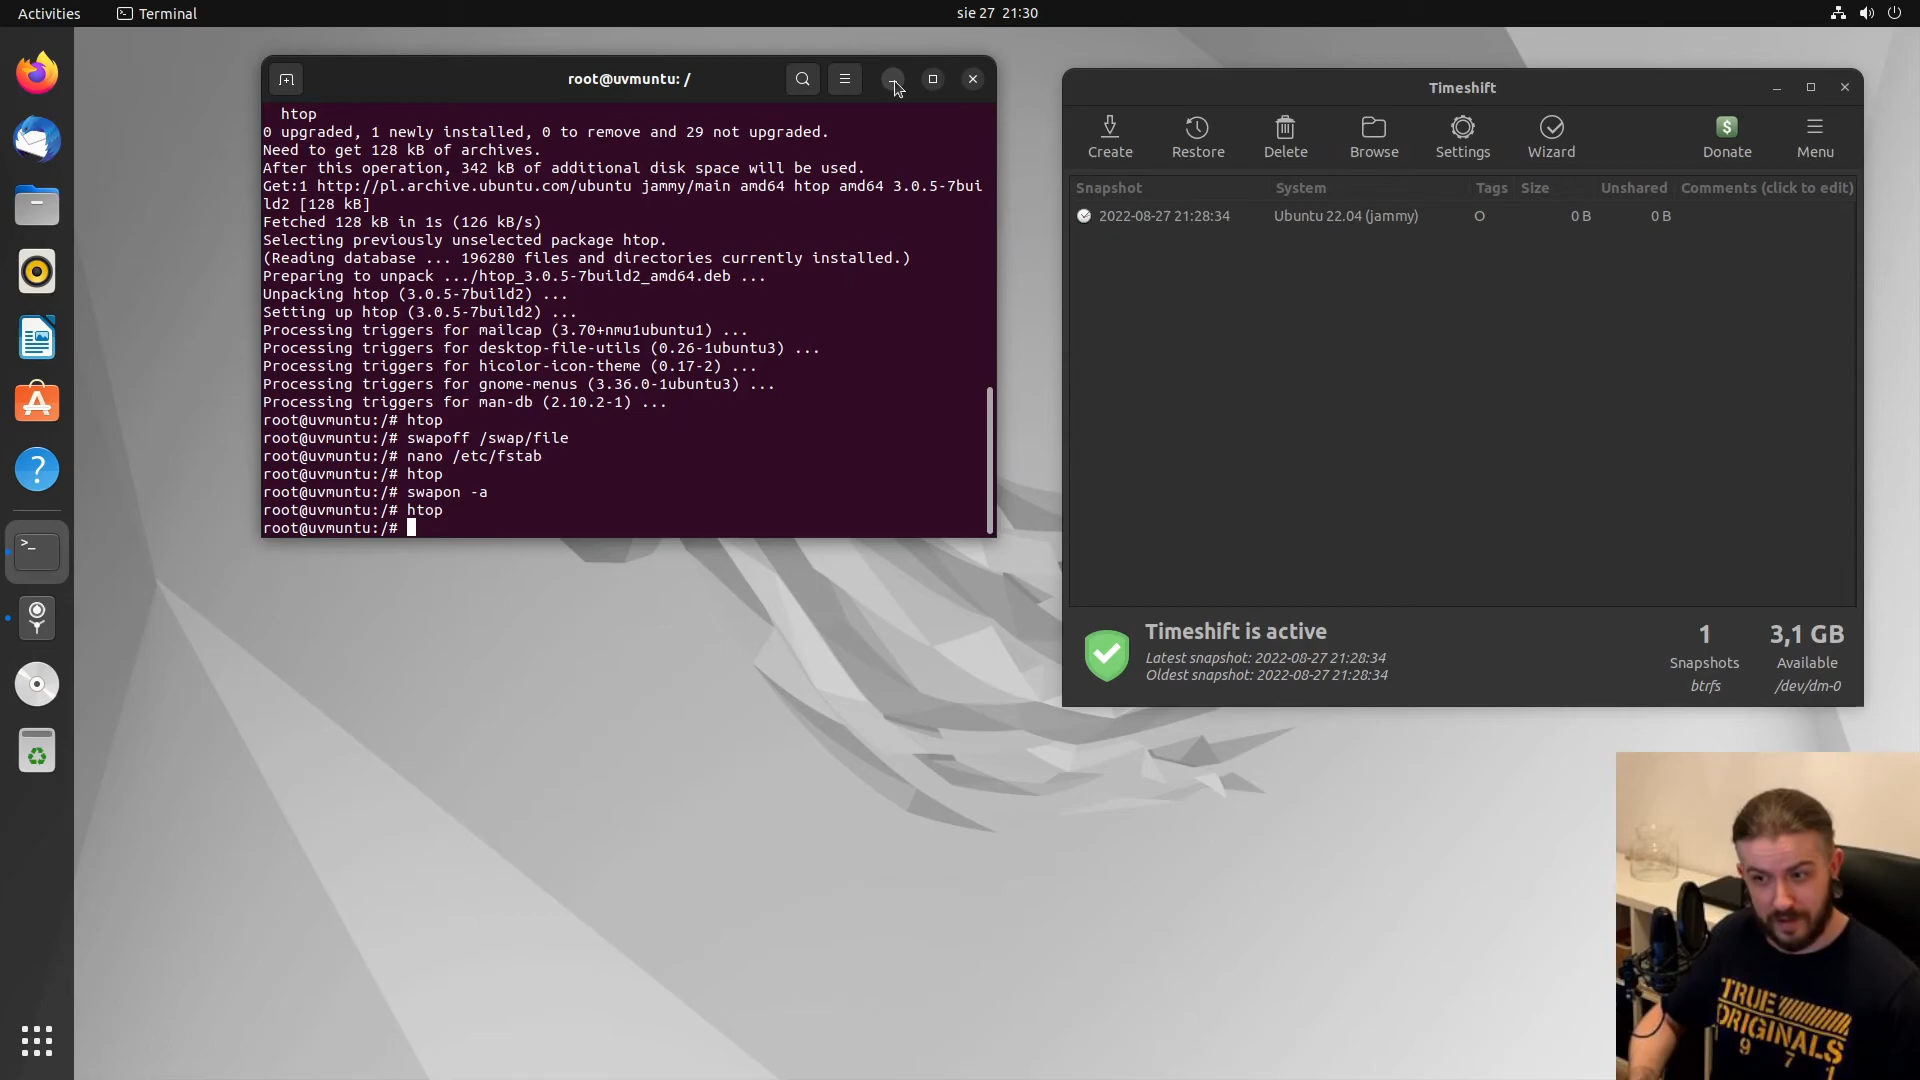 Activities
Terminal
sie 27 21:30
root@uvmuntu: /
htop
0 upgraded, 1 newly installed, 0 to remove and 29 not upgraded.
Need to get 128 kB of archives.
After this operation, 342 kB of additional disk space will be used.
Get:1 http://pl.archive.ubuntu.com/ubuntu jammy/main amd64 htop amd64 3.0.5-7bui
ld2 [128 kB]
Fetched 128 kB in 1s (126 kB/s)
Selecting previously unselected package htop.
(Reading database ... 196280 files and directories currently installed.)
Preparing to unpack .../htop_3.0.5-7build2_amd64.deb ...
Unpacking htop (3.0.5-7build2) ...
Setting up htop (3.0.5-7build2) ...
Processing triggers for mailcap (3.70+nmu1ubuntu1) ...
Processing triggers for desktop-file-utils (0.26-1ubuntu3) ...
Processing triggers for hicolor-icon-theme (0.17-2) ...
Processing triggers for gnome-menus (3.36.0-1ubuntu3) ...
Processing triggers for man-db (2.10.2-1) ...
root@uvmuntu:/# htop
root@uvmuntu:/# swapoff /swap/file
root@uvmuntu:/# nano /etc/fstab
root@uvmuntu:/# htop
root@uvmuntu:/# swapon -a
root@uvmuntu:/# htop
root@uvmuntu:/#
Timeshift
Create Restore Delete Browse Settings Wizard Donate Menu
Snapshot System Tags Size Unshared Comments (click to edit)
2022-08-27 21:28:34 Ubuntu 22.04 (jammy) O 0 B 0 B
Timeshift is active
Latest snapshot: 2022-08-27 21:28:34
Oldest snapshot: 2022-08-27 21:28:34
1
Snapshots
btrfs
3,1 GB
Available
/dev/dm-0
TRUE
ORIGINALS
9 7 1